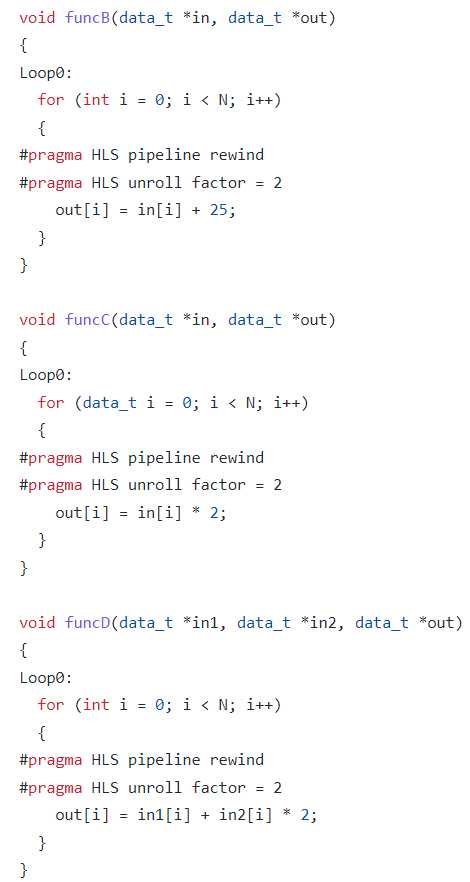 void funcB(data_t *in, data_t *out)
{
Loop0:
  for (int i = 0; i < N; i++)
  {
#pragma HLS pipeline rewind
#pragma HLS unroll factor = 2
    out[i] = in[i] + 25;
  }
}

void funcC(data_t *in, data_t *out)
{
Loop0:
  for (data_t i = 0; i < N; i++)
  {
#pragma HLS pipeline rewind
#pragma HLS unroll factor = 2
    out[i] = in[i] * 2;
  }
}

void funcD(data_t *in1, data_t *in2, data_t *out)
{
Loop0:
  for (int i = 0; i < N; i++)
  {
#pragma HLS pipeline rewind
#pragma HLS unroll factor = 2
    out[i] = in1[i] + in2[i] * 2;
  }
}